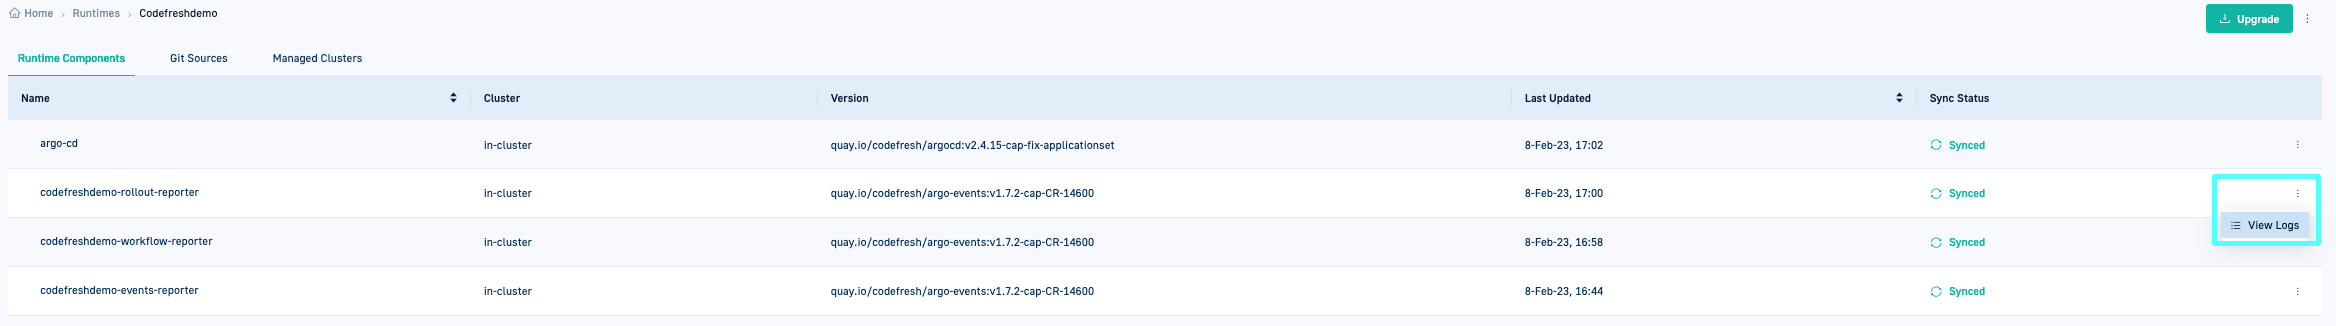 Home › Runtimes › Codefreshdemo
Upgrade
Runtime Components Git Sources Managed Clusters
Name Cluster Version Last Updated Sync Status
argo-cd in-cluster quay.io/codefresh/argocd:v2.4.15-cap-fix-applicationset 8-Feb-23, 17:02 Synced
codefreshdemo-rollout-reporter in-cluster quay.io/codefresh/argo-events:v1.7.2-cap-CR-14600 8-Feb-23, 17:00 Synced
View Logs
codefreshdemo-workflow-reporter in-cluster quay.io/codefresh/argo-events:v1.7.2-cap-CR-14600 8-Feb-23, 16:58 Synced
codefreshdemo-events-reporter in-cluster quay.io/codefresh/argo-events:v1.7.2-cap-CR-14600 8-Feb-23, 16:44 Synced